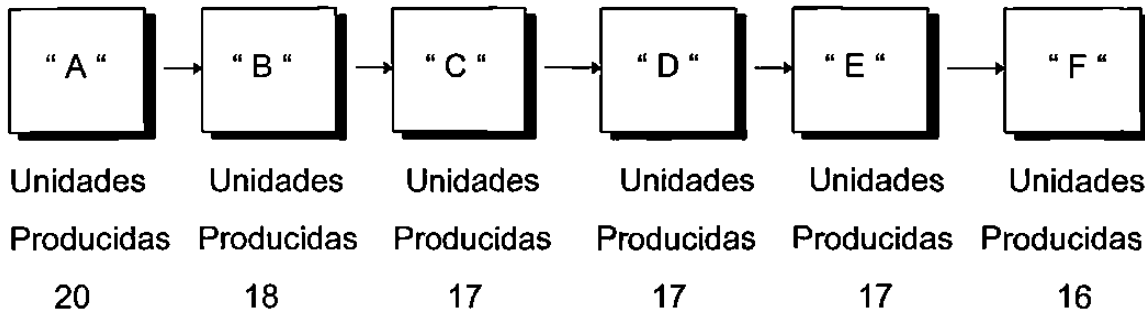 “ A “ “ B “ “ C “ “ D “ “ E “ “ F “
Unidades Unidades Unidades Unidades Unidades Unidades
Producidas Producidas Producidas Producidas Producidas Producidas
20 18 17 17 17 16